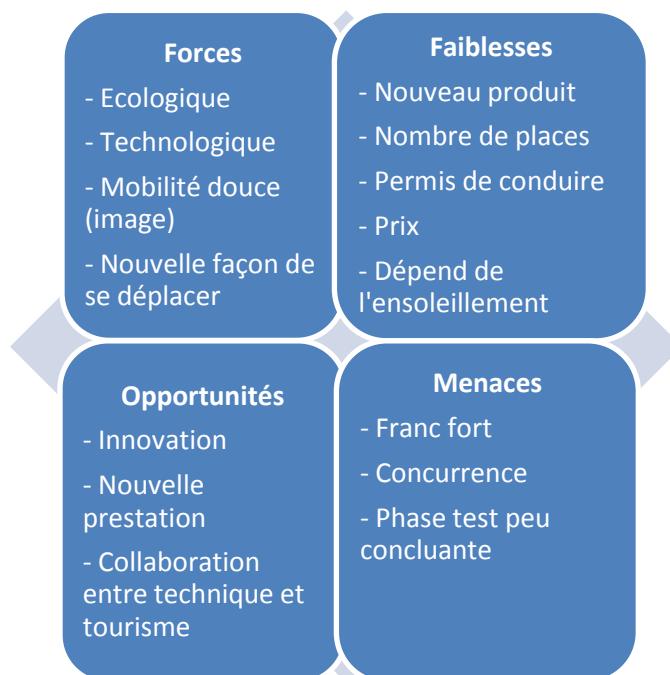 Forces
- Ecologique
- Technologique
- Mobilité douce
(image)
- Nouvelle façon de
se déplacer
Faiblesses
- Nouveau produit
- Nombre de places
- Permis de conduire
- Prix
- Dépend de
l'ensoleillement
Opportunités
- Innovation
- Nouvelle
prestation
- Collaboration
entre technique et
tourisme
Menaces
- Franc fort
- Concurrence
- Phase test peu
concluante